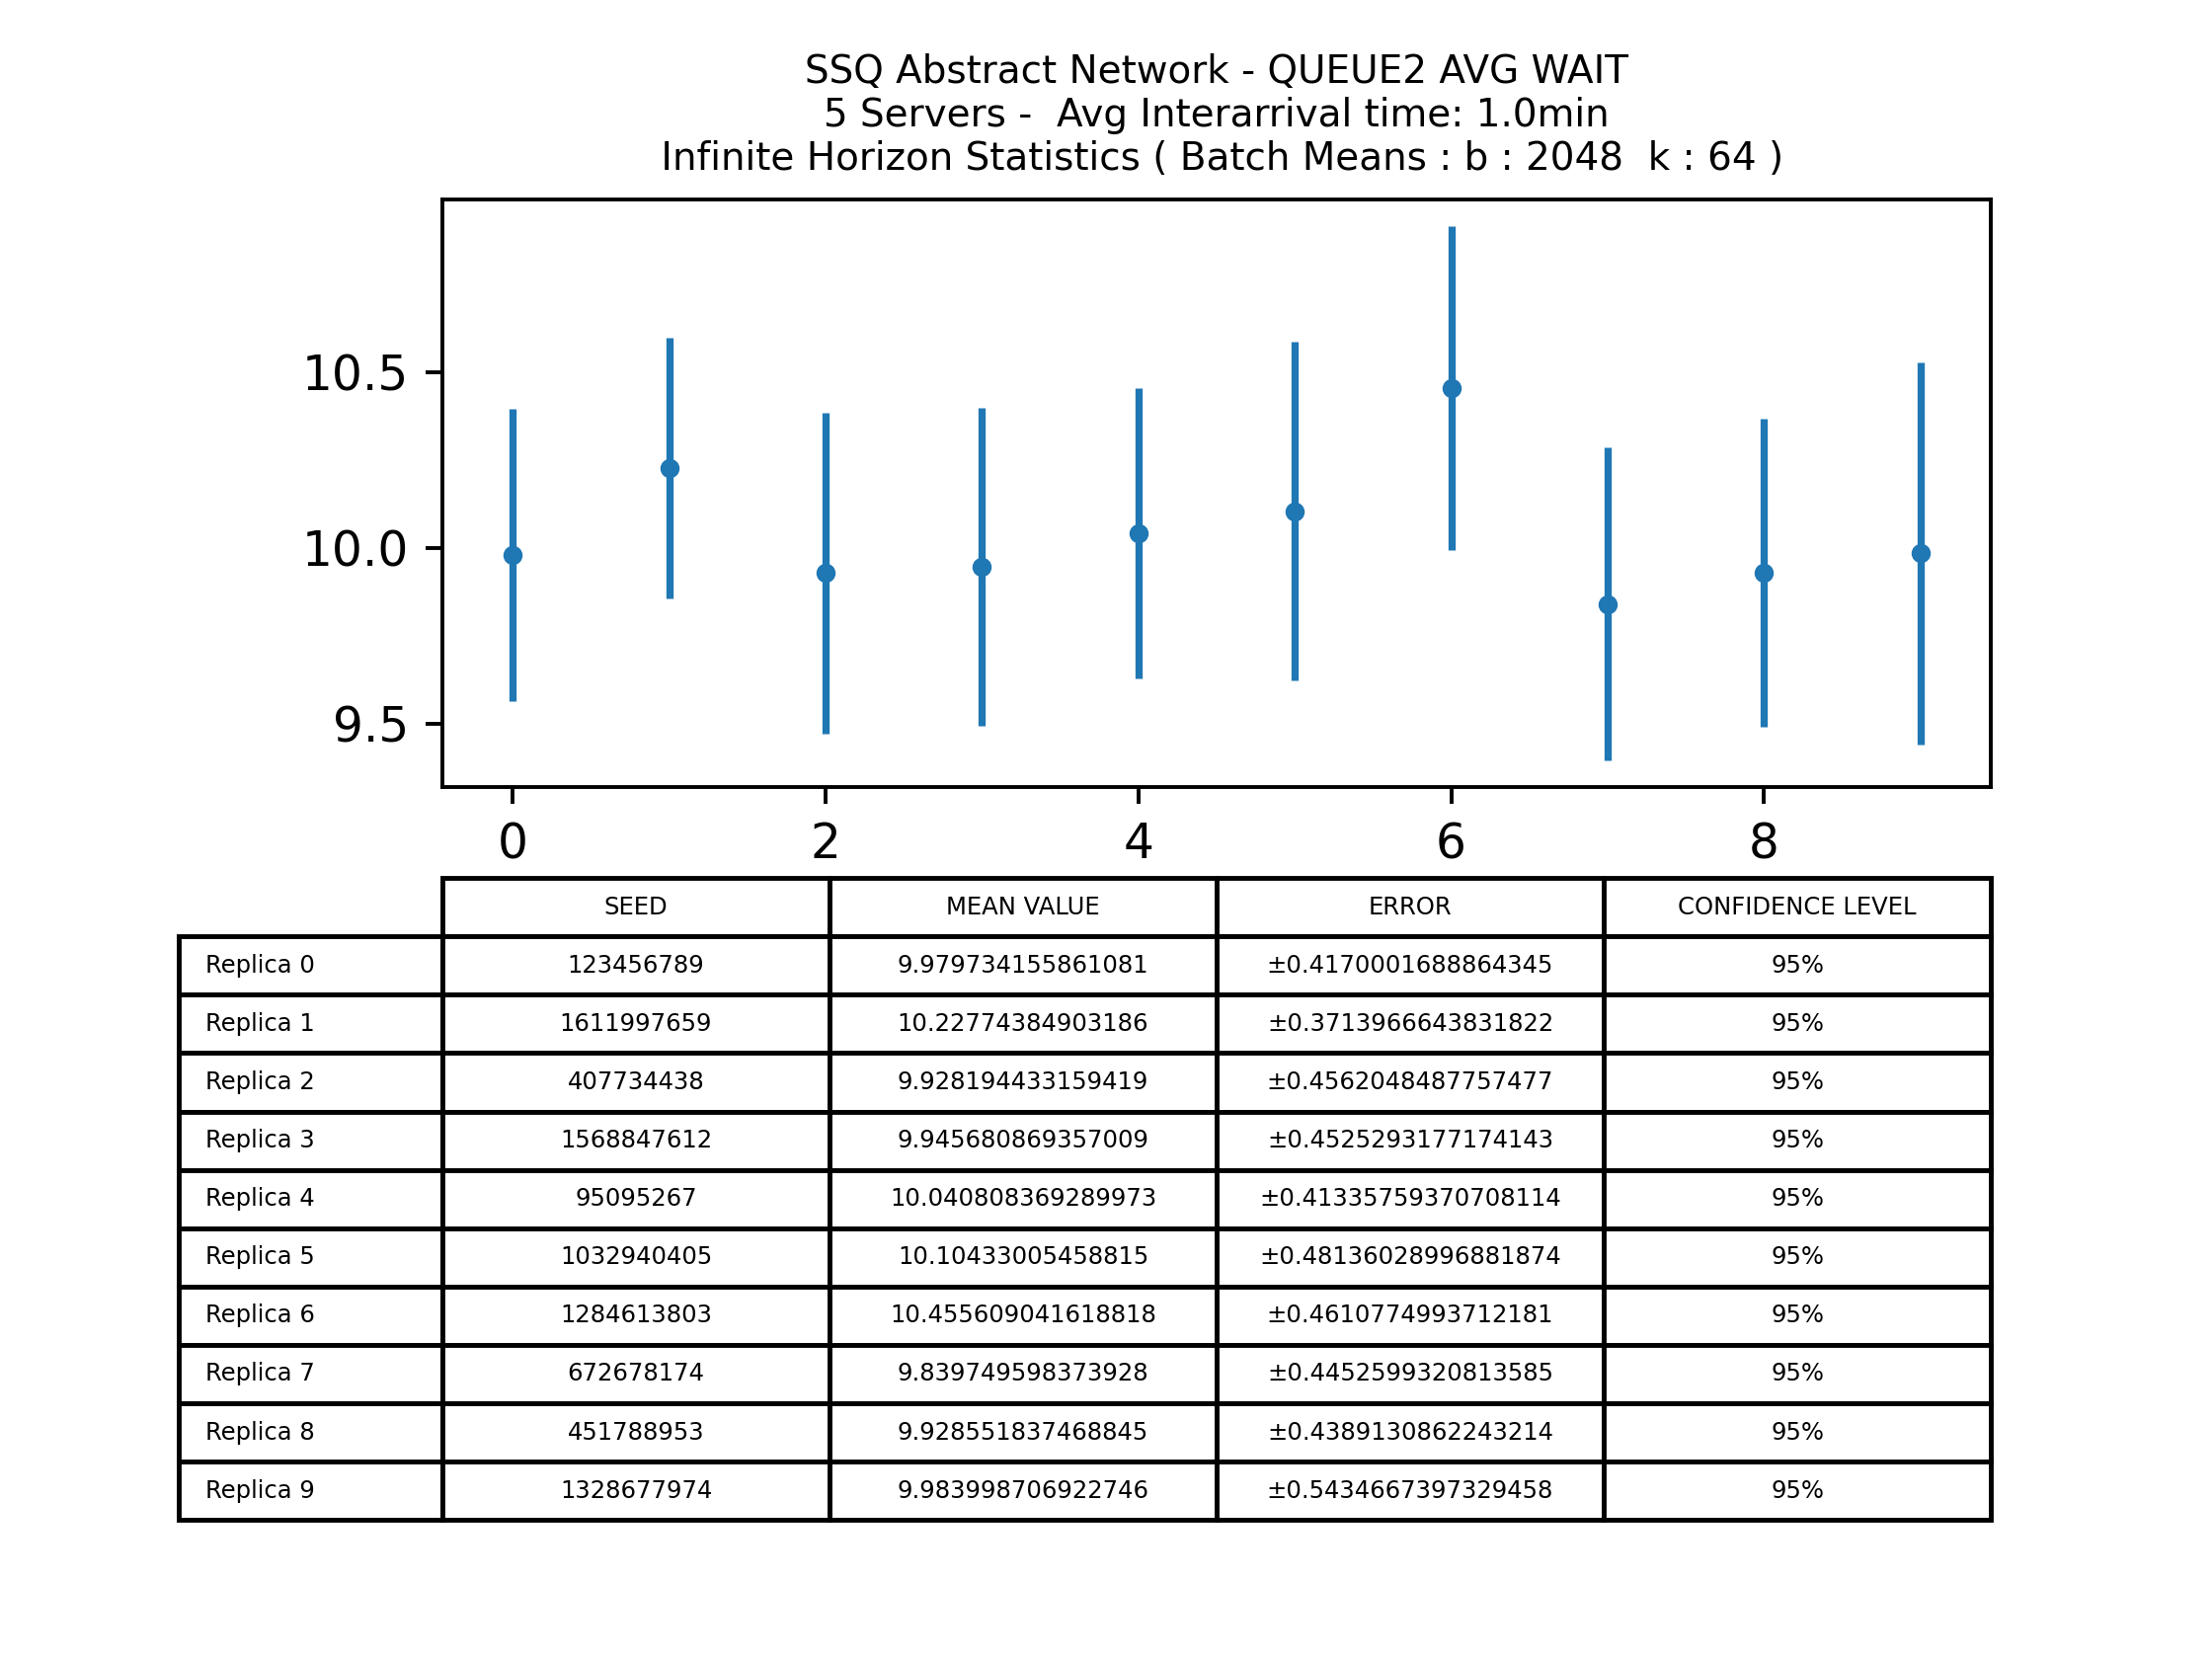 SSQ Abstract Network - QUEUE2 AVG WAIT
5 Servers -  Avg Interarrival time: 1.0min
Infinite Horizon Statistics ( Batch Means : b : 2048  k : 64 )
10.5
10.0
9.5
0 2 4 6 8
SEED MEAN VALUE ERROR CONFIDENCE LEVEL
Replica 0 123456789 9.979734155861081 ±0.4170001688864345 95%
Replica 1 1611997659 10.22774384903186 ±0.3713966643831822 95%
Replica 2 407734438 9.928194433159419 ±0.4562048487757477 95%
Replica 3 1568847612 9.945680869357009 ±0.4525293177174143 95%
Replica 4 95095267 10.040808369289973 ±0.41335759370708114 95%
Replica 5 1032940405 10.10433005458815 ±0.48136028996881874 95%
Replica 6 1284613803 10.455609041618818 ±0.4610774993712181 95%
Replica 7 672678174 9.839749598373928 ±0.4452599320813585 95%
Replica 8 451788953 9.928551837468845 ±0.4389130862243214 95%
Replica 9 1328677974 9.983998706922746 ±0.5434667397329458 95%